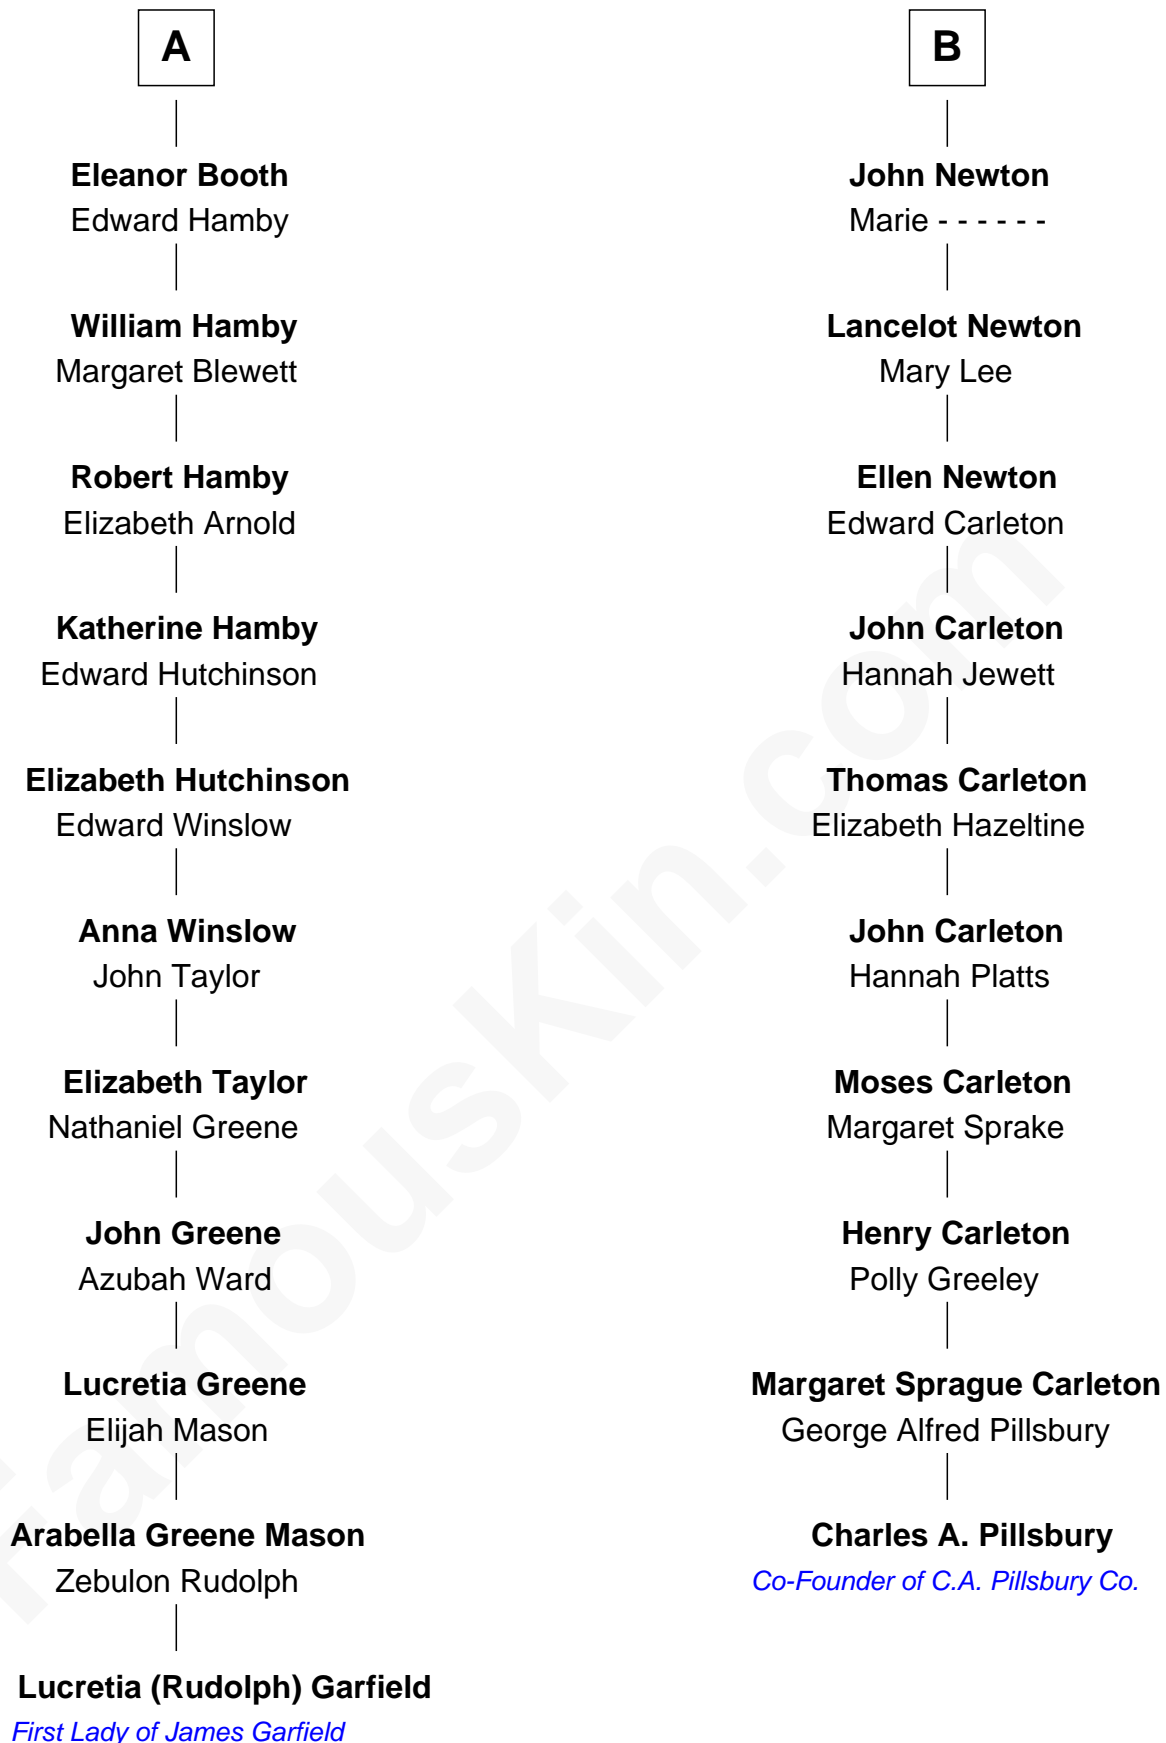 A
Eleanor Booth
Edward Hamby
William Hamby
Margaret Blewett
Robert Hamby
Elizabeth Arnold
Katherine Hamby
Edward Hutchinson
Elizabeth Hutchinson
Edward Winslow
Anna Winslow
John Taylor
Elizabeth Taylor
Nathaniel Greene
John Greene
Azubah Ward
Lucretia Greene
Elijah Mason
Arabella Greene Mason
Zebulon Rudolph
Lucretia (Rudolph) Garfield
First Lady of James Garfield
B
John Newton
Marie - - - - - -
Lancelot Newton
Mary Lee
Ellen Newton
Edward Carleton
John Carleton
Hannah Jewett
Thomas Carleton
Elizabeth Hazeltine
John Carleton
Hannah Platts
Moses Carleton
Margaret Sprake
Henry Carleton
Polly Greeley
Margaret Sprague Carleton
George Alfred Pillsbury
Charles A. Pillsbury
Co-Founder of C.A. Pillsbury Co.
FamousKin.com